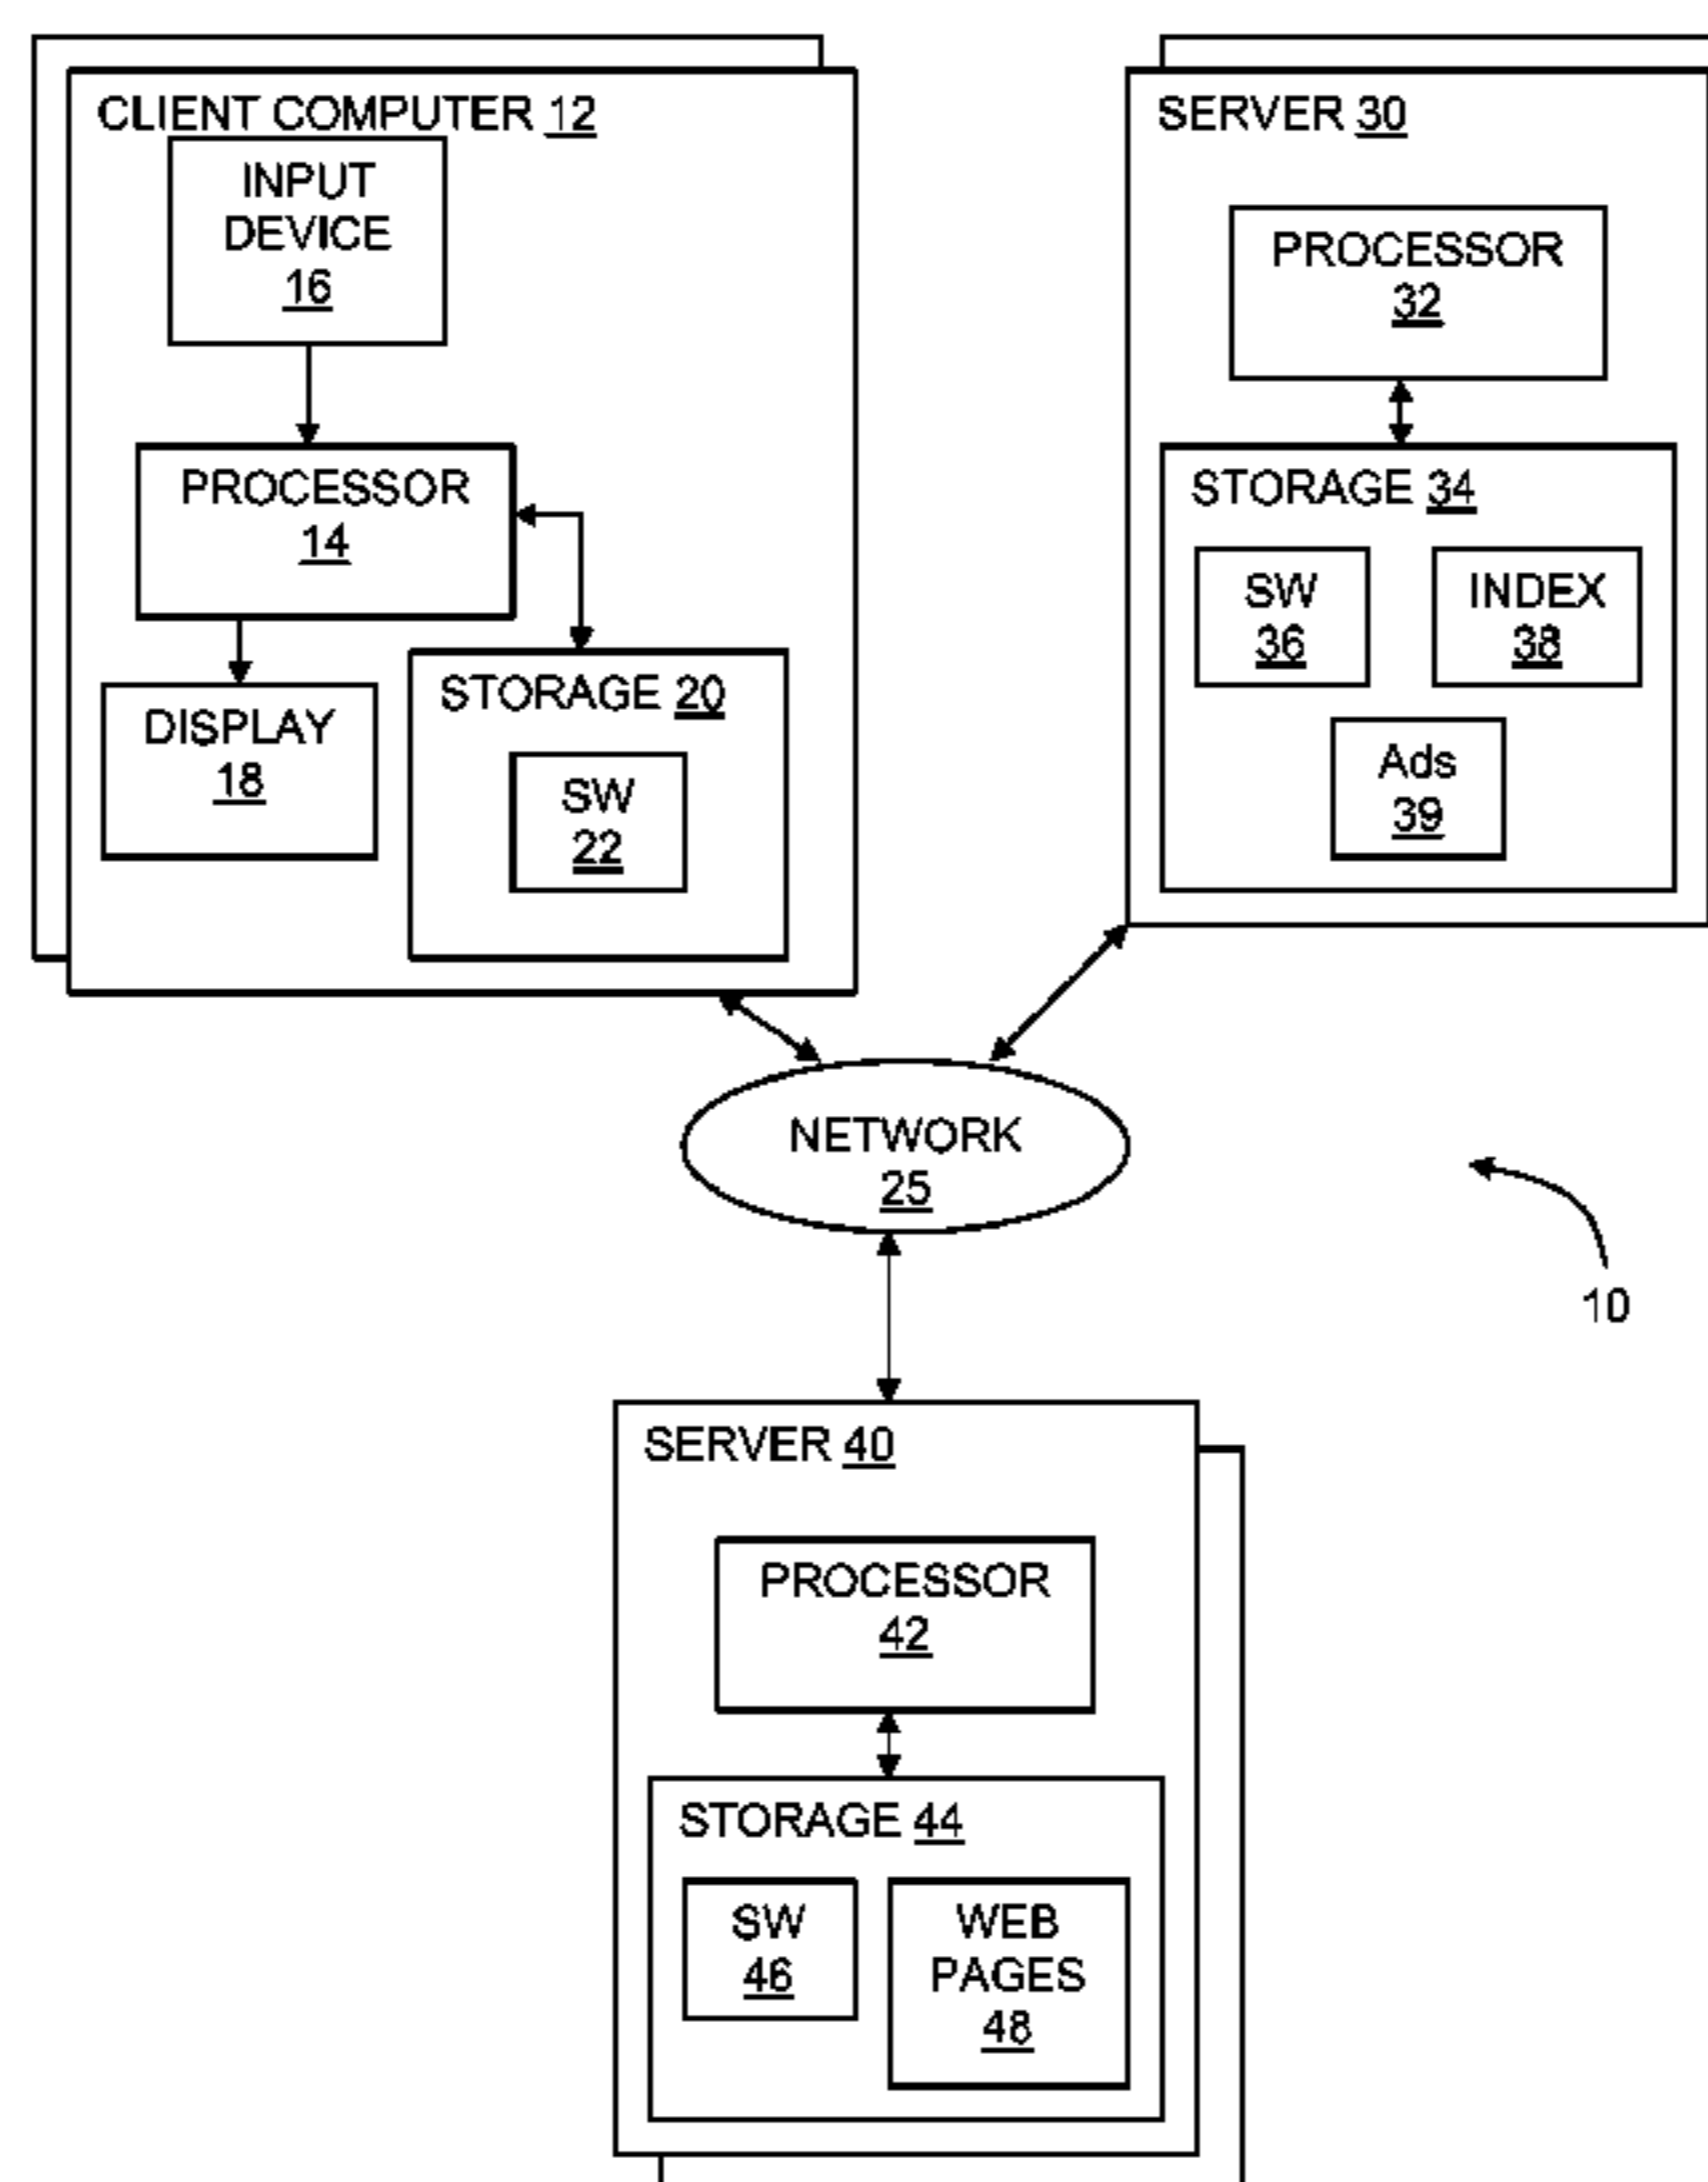 CLIENT COMPUTER 12
INPUT
DEVICE
16
PROCESSOR
14
DISPLAY
18
STORAGE 20
SW
22
SERVER 30
PROCESSOR
32
STORAGE 34
SW
36
INDEX
38
Ads
39
NETWORK
25
10
SERVER 40
PROCESSOR
42
STORAGE 44
SW
46
WEB
PAGES
48